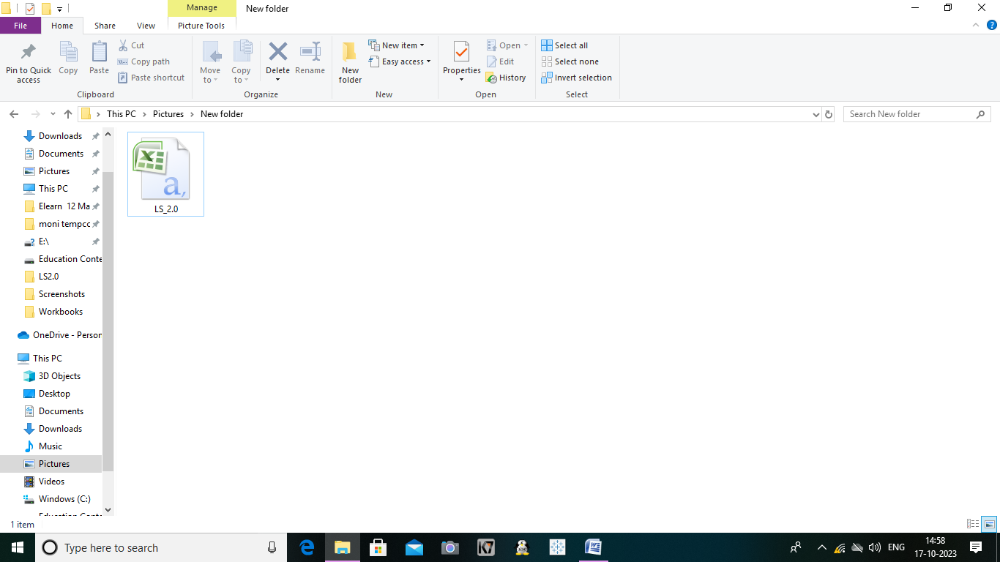 Manage
New folder
File
Home
Share
View
Picture Tools
Pin to Quick access
Copy
Paste
Cut
Copy path
Paste shortcut
Clipboard
Move to
Copy to
Delete
Rename
Organize
New folder
New item
Easy access
New
Properties
Open
Edit
History
Open
Select all
Select none
Invert selection
Select
This PC
Pictures
New folder
Search New folder
Downloads
Documents
Pictures
This PC
Elearn 12 Ma
moni tempcc
E:\
Education Conte
LS2.0
Screenshots
Workbooks
OneDrive - Person
This PC
3D Objects
Desktop
Documents
Downloads
Music
Pictures
Videos
Windows (C:)
a,
LS_2.0
1 item
Type here to search
ENG
14:58
17-10-2023